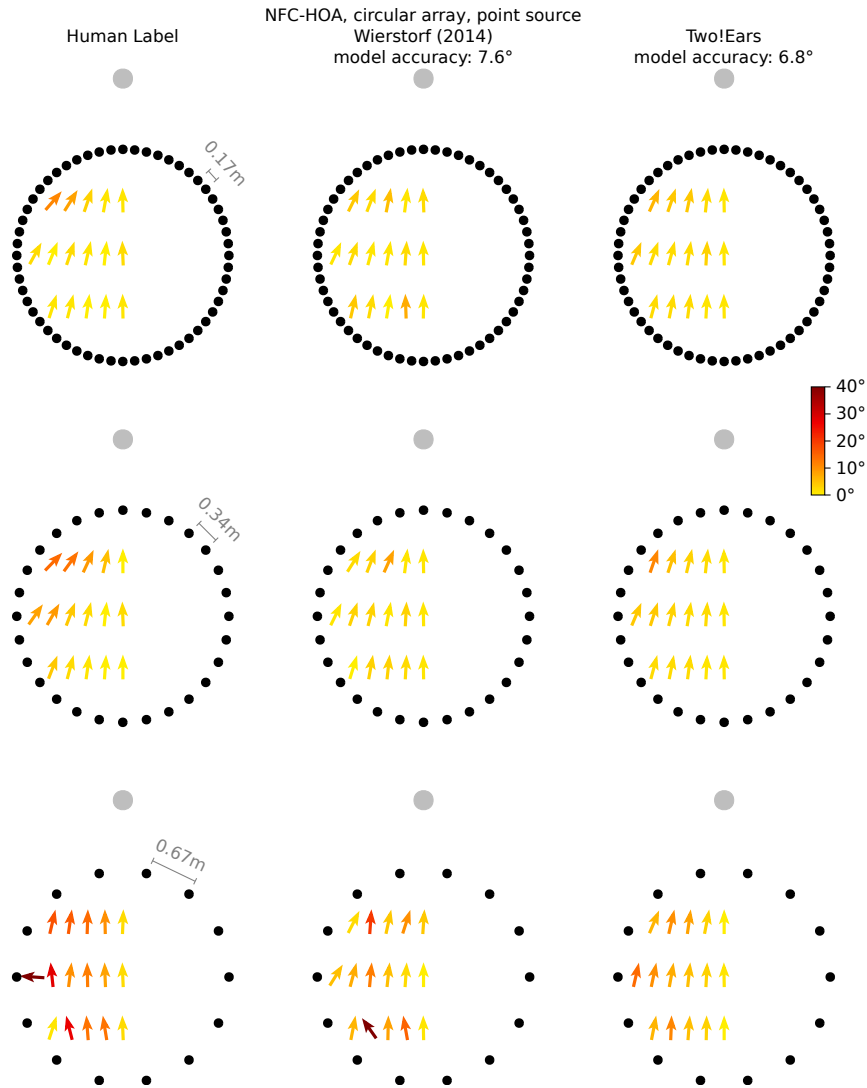 NFC-HOA, circular array, point source
Human Label
Wierstorf (2014)
model accuracy: 7.6°
Two!Ears
model accuracy: 6.8°
0.17m
40°
30°
20°
10°
0°
0.34m
0.67m